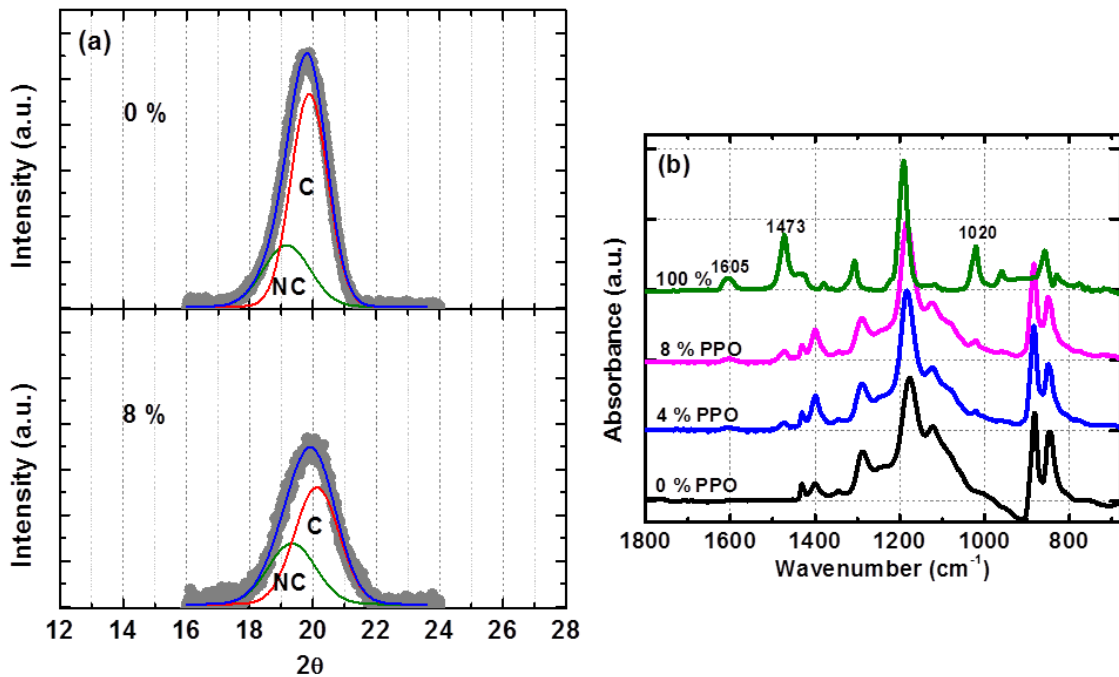 (a)
0 %
C
NC
Intensity (a.u.)
8 %
C
NC
Intensity (a.u.)
12 14 16 18 20 22 24 26 28
2θ
(b)
1605
1473
1020
100 %
8 % PPO
4 % PPO
0 % PPO
Absorbance (a.u.)
1800 1600 1400 1200 1000 800
Wavenumber (cm⁻¹)